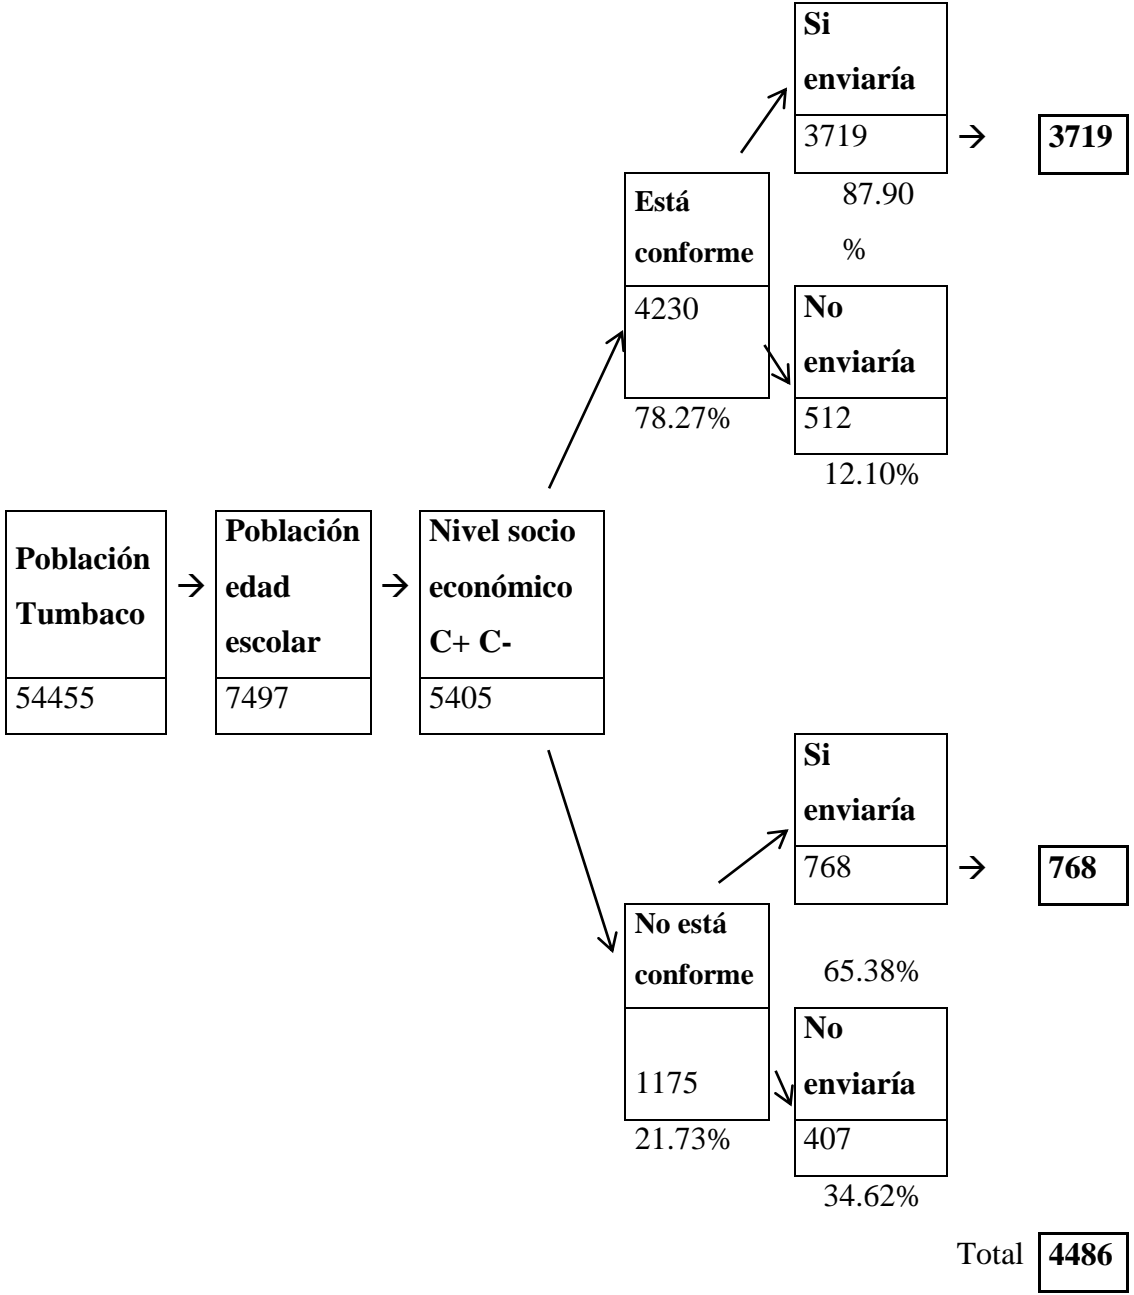 Si
enviaría
3719 → 3719
87.90
%
Está
conforme
4230
78.27%
No
enviaría
512
12.10%
Población
Tumbaco
54455
→
Población
edad
escolar
7497
→
Nivel socio
económico
C+ C-
5405
Si
enviaría
768 → 768
65.38%
No está
conforme
1175
21.73%
No
enviaría
407
34.62%
Total 4486